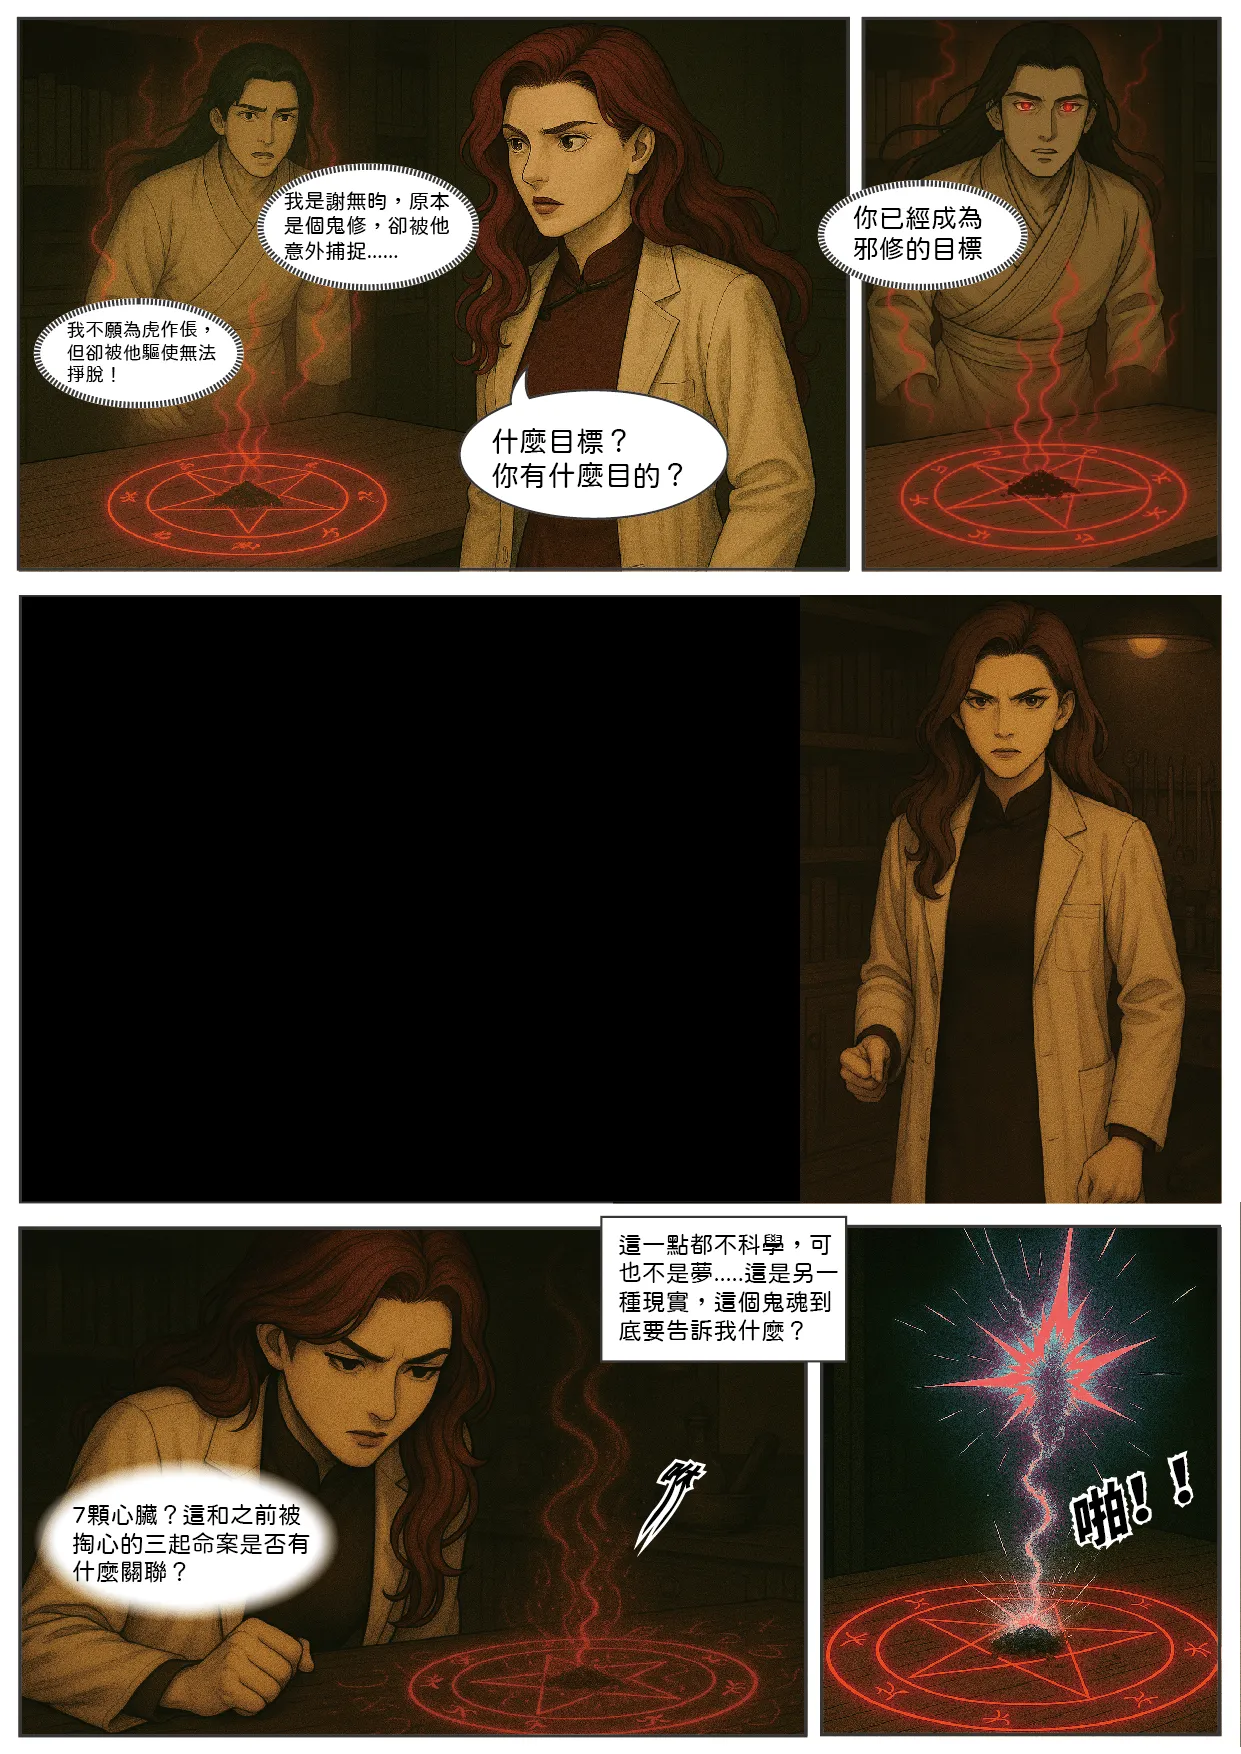 我是謝無昀，原本
是個鬼修，卻被他
意外捕捉......
我不願為虎作倀，
但卻被他驅使無法
掙脫！
什麼目標？
你有什麼目的？
你已經成為
邪修的目標
這一點都不科學，可
也不是夢.....這是另一
種現實，這個鬼魂到
底要告訴我什麼？
7顆心臟？這和之前被
掏心的三起命案是否有
什麼關聯？
啪！！